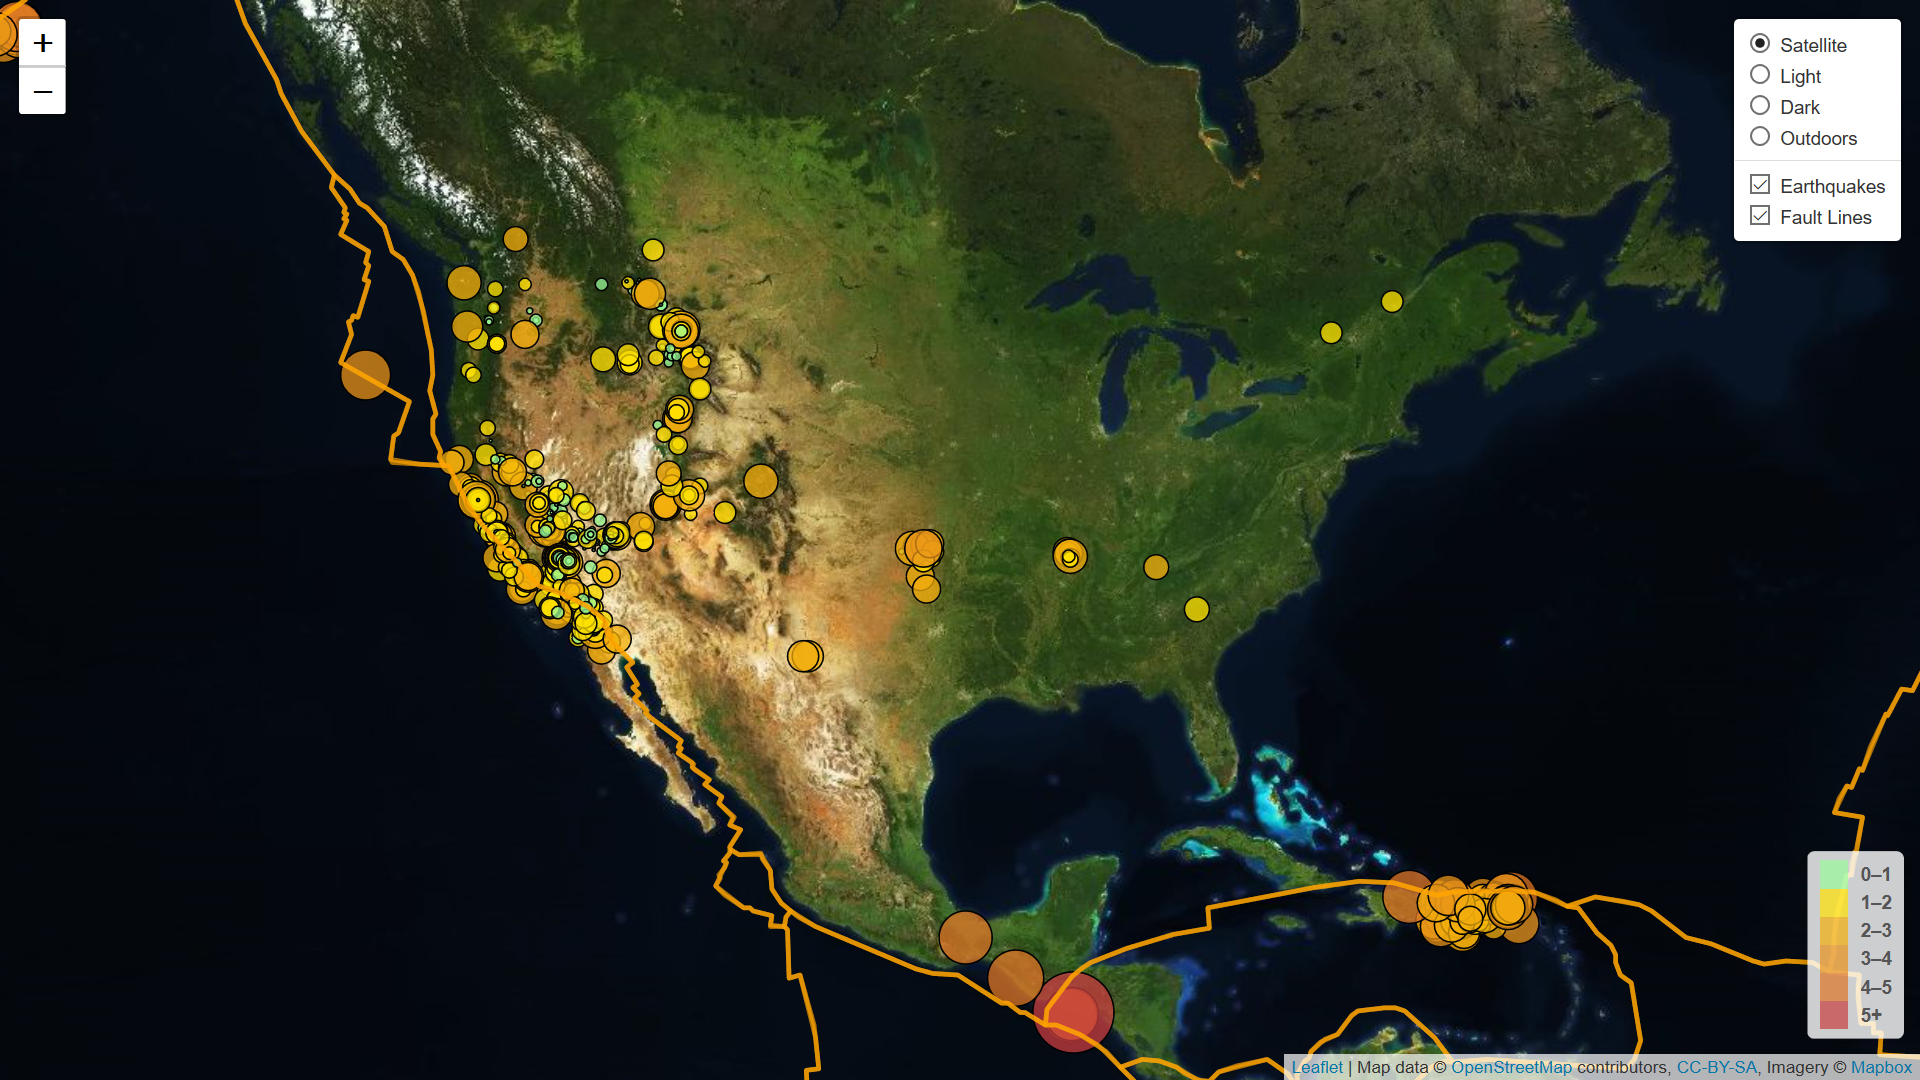 +
−
Satellite
Light
Dark
Outdoors
Earthquakes
Fault Lines
0–1
1–2
2–3
3–4
4–5
5+
Leaflet | Map data © OpenStreetMap contributors, CC-BY-SA, Imagery © Mapbox